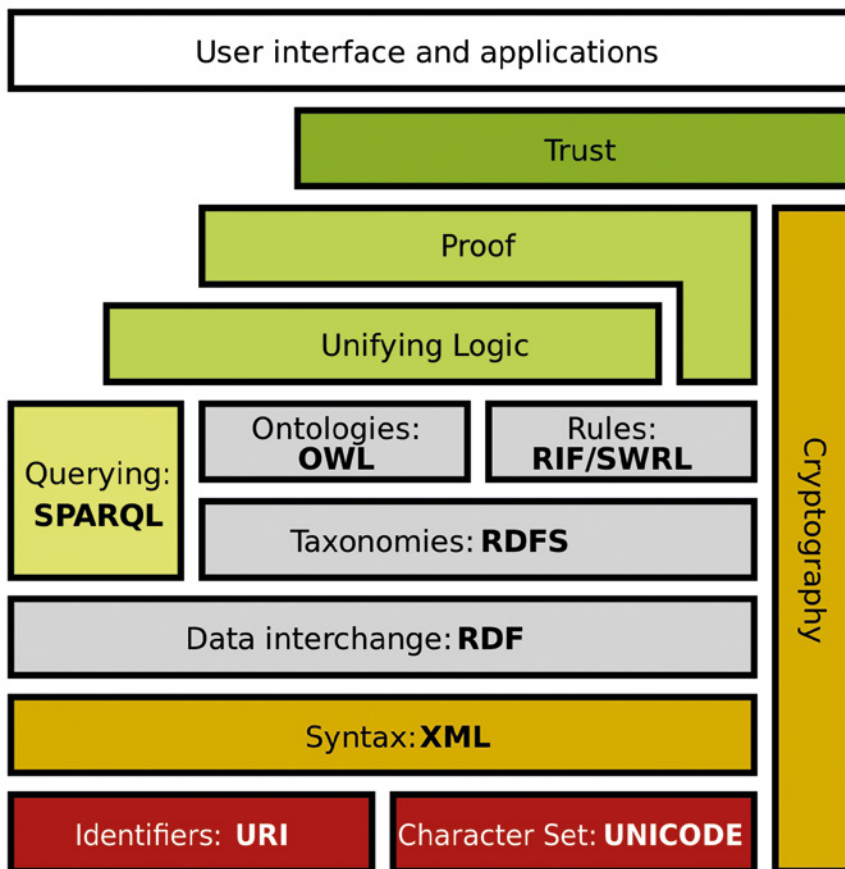 User interface and applications
Trust
Proof
Unifying Logic
Ontologies:
OWL
Rules:
RIF/SWRL
Querying:
SPARQL
Taxonomies: RDFS
Data interchange: RDF
Syntax: XML
Identifiers: URI
Character Set: UNICODE
Cryptography